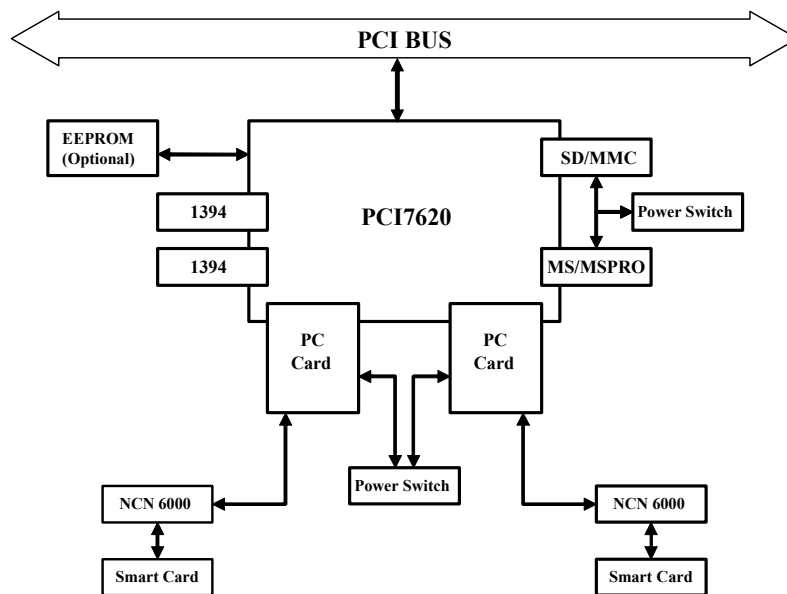 PCI BUS
EEPROM
(Optional)
SD/MMC
1394
PCI7620
Power Switch
1394
MS/MSPRO
PC
Card
PC
Card
Power Switch
NCN 6000
NCN 6000
Smart Card
Smart Card